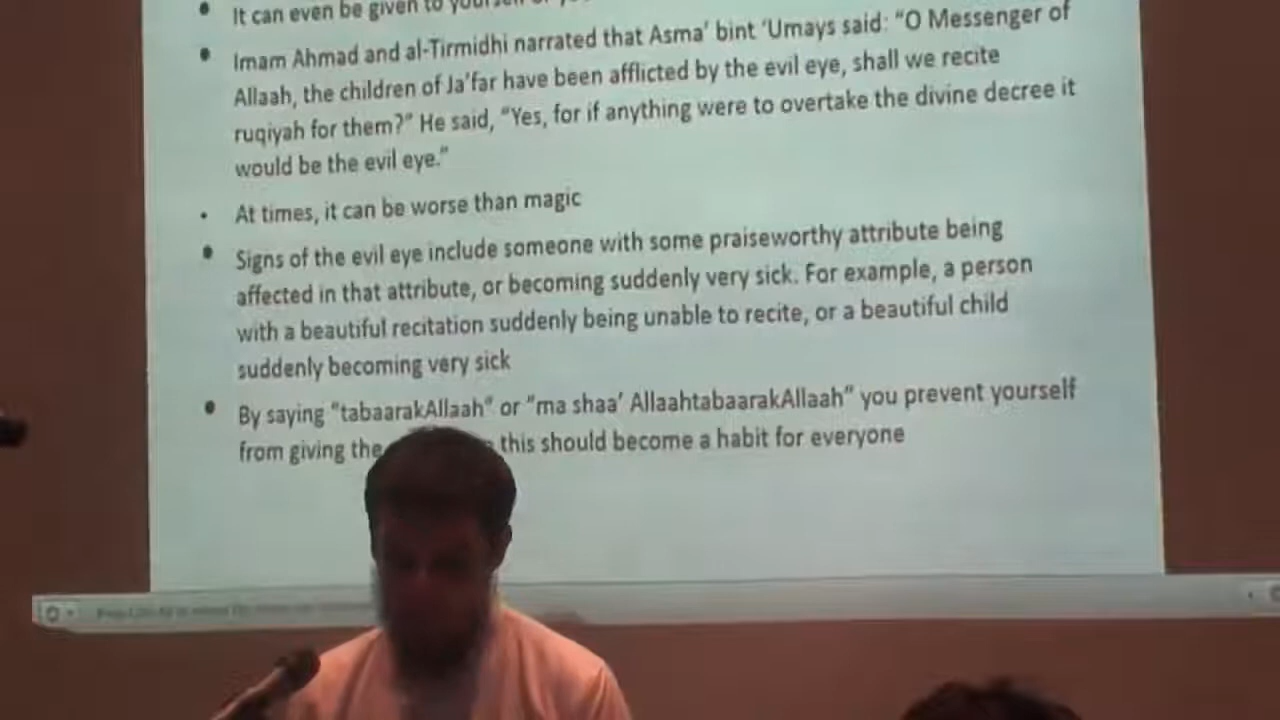 It can even be given to yourself or
Imam Ahmad and al-Tirmidhi narrated that Asma’ bint ‘Umays said: “O Messenger of
Allaah, the children of Ja’far have been afflicted by the evil eye, shall we recite
ruqiyah for them?” He said, “Yes, for if anything were to overtake the divine decree it
would be the evil eye.”
At times, it can be worse than magic
Signs of the evil eye include someone with some praiseworthy attribute being
affected in that attribute, or becoming suddenly very sick. For example, a person
with a beautiful recitation suddenly being unable to recite, or a beautiful child
suddenly becoming very sick
By saying “tabaarakAllaah” or “ma shaa’ AllaahtabaarakAllaah” you prevent yourself
from giving the this should become a habit for everyone